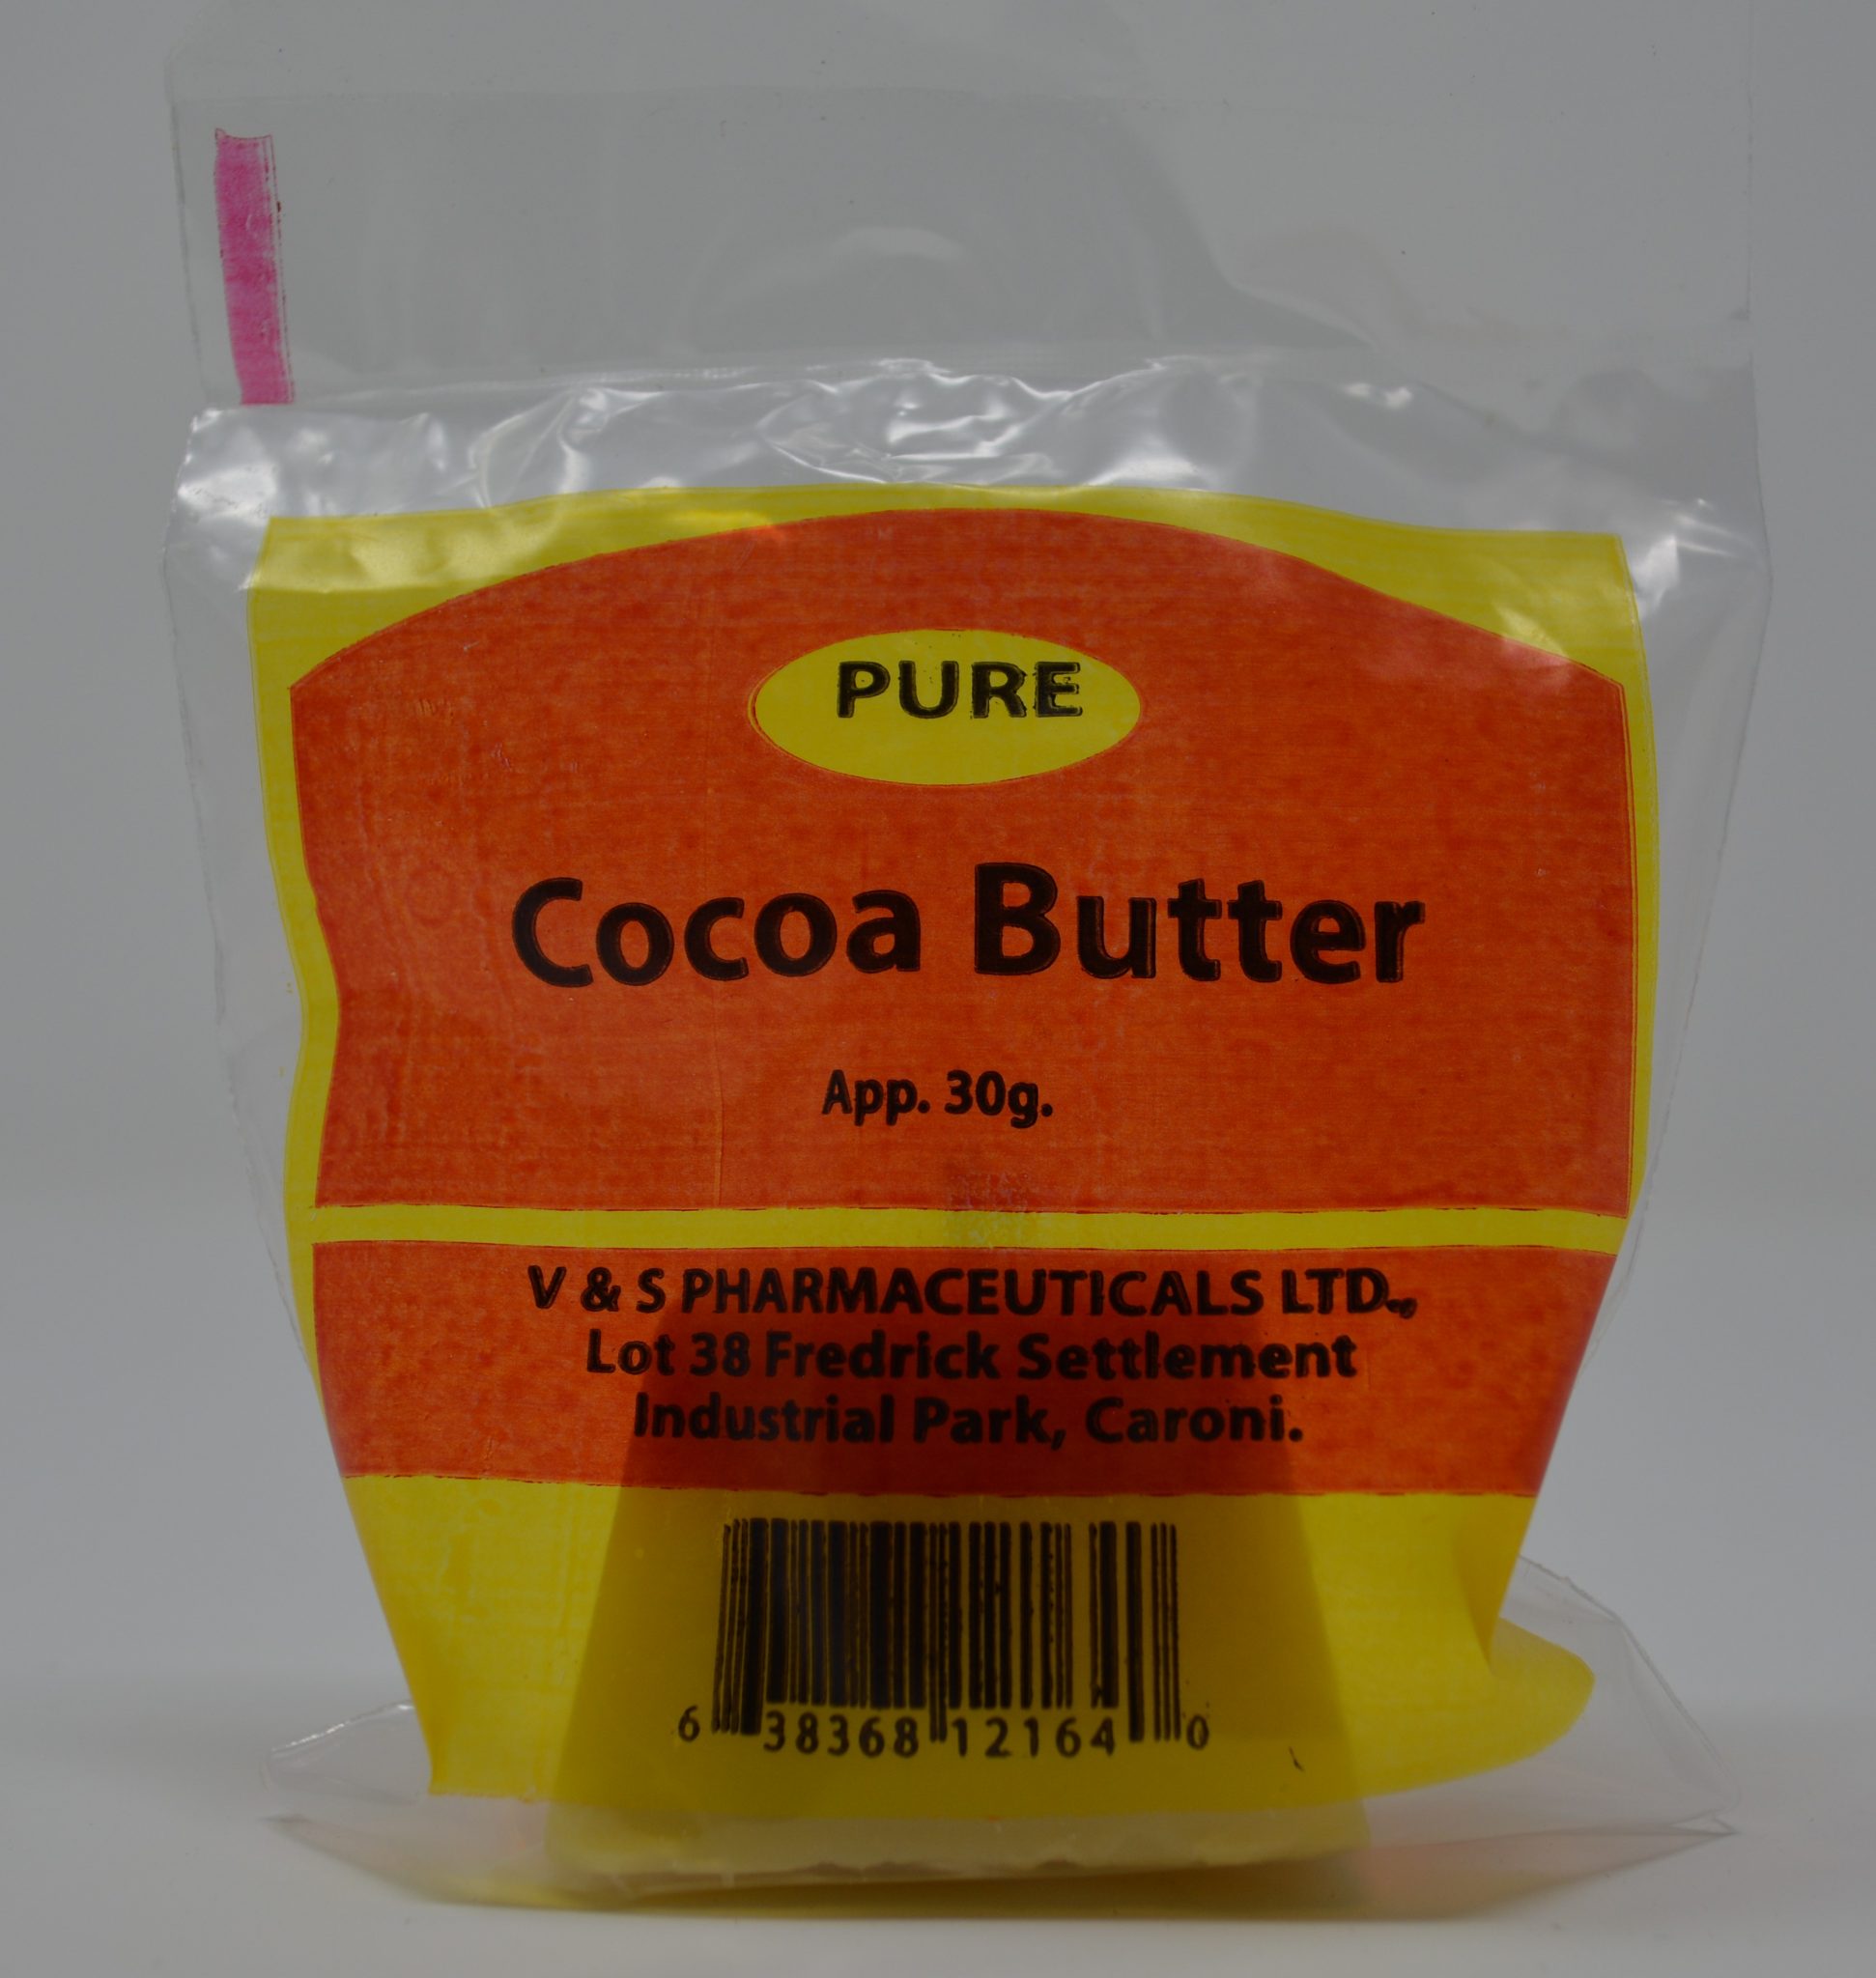 PURE
Cocoa Butter
App. 30g.
V & S PHARMACEUTICALS LTD.,
Lot 38 Fredrick Settlement
Industrial Park, Caroni.
6 38368 12164 0